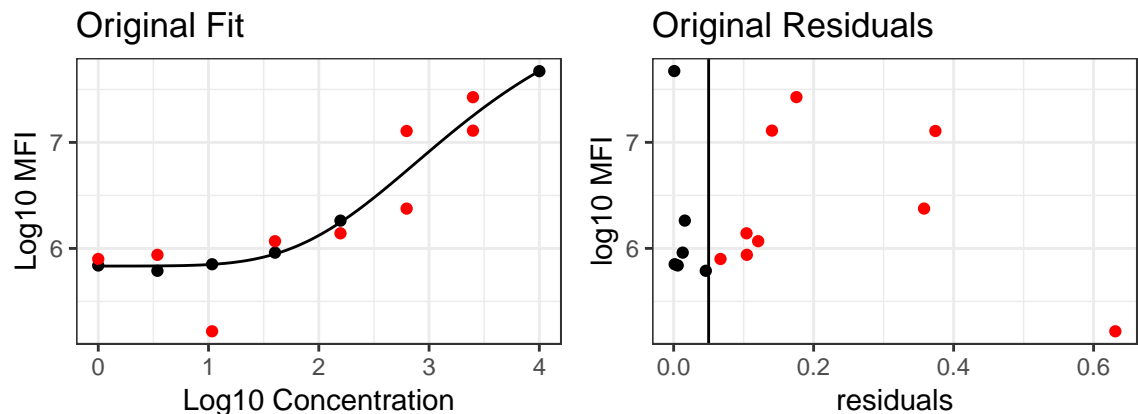 Original Fit
Log10 MFI
7
6
0
1
2
3
4
Log10 Concentration
Original Residuals
log10 MFI
7
6
0.0
0.2
0.4
0.6
residuals